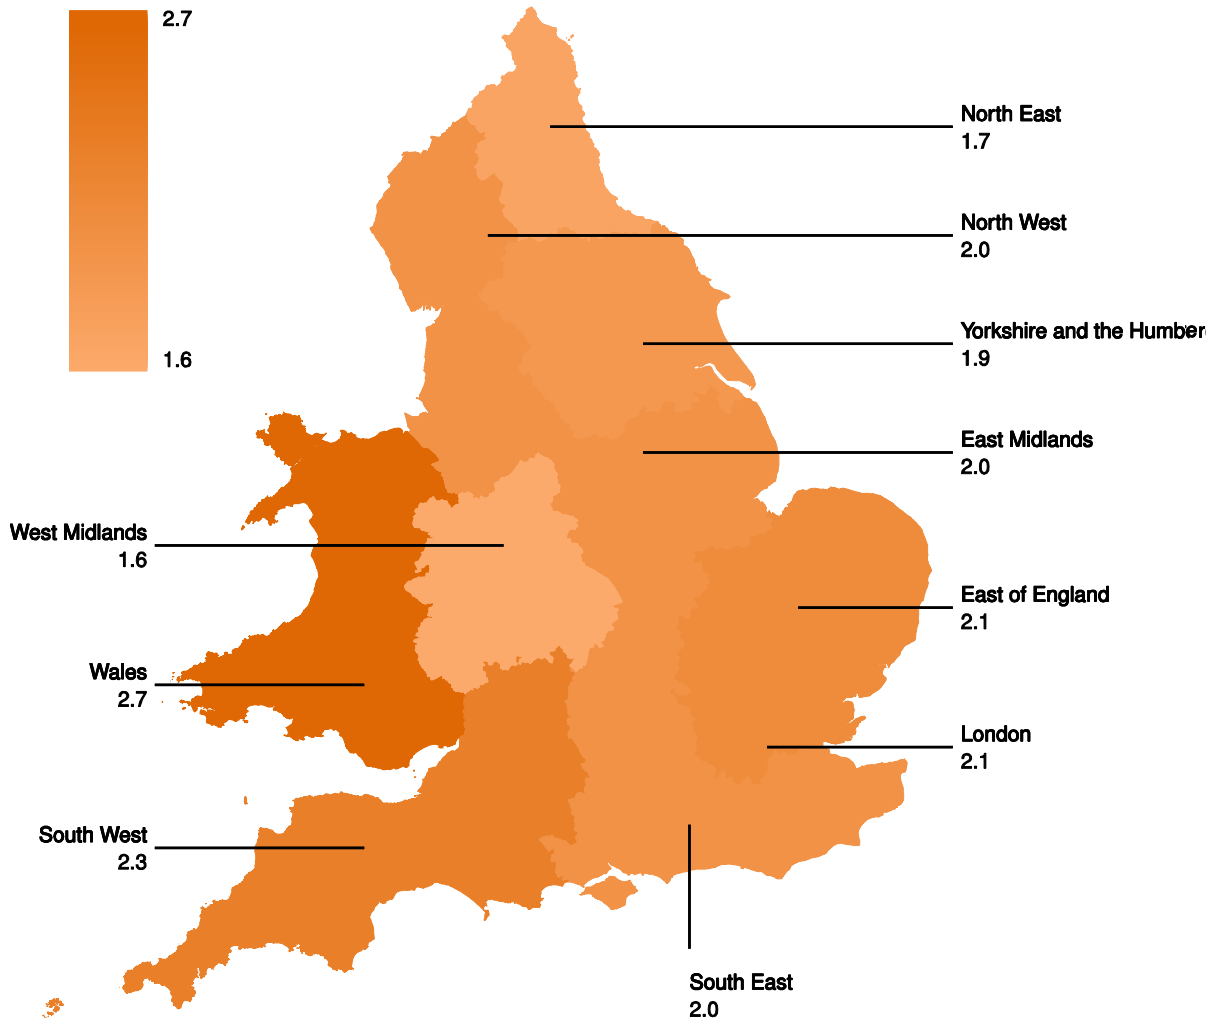 2.7
1.6
North East
1.7
North West
2.0
Yorkshire and the Humber
1.9
East Midlands
2.0
West Midlands
1.6
East of England
2.1
Wales
2.7
London
2.1
South West
2.3
South East
2.0